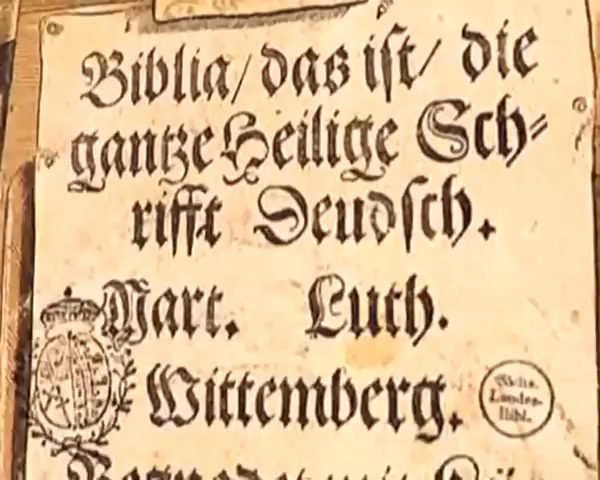 Biblia/ das ist/ die
gantze Heilige Sch-
rifft Deudsch.
Mart. Luth.
Wittemberg.